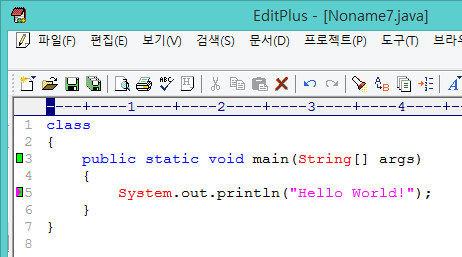 EditPlus - [Noname7.java]
파일(F) 편집(E) 보기(V) 검색(S) 문서(D) 프로젝트(P) 도구(T) 브라우
----+----1----+----2----+----3----+----4----+-
1 class
2 {
3 public static void main(String[] args)
4 {
5 System.out.println("Hello World!");
6 }
7 }
8